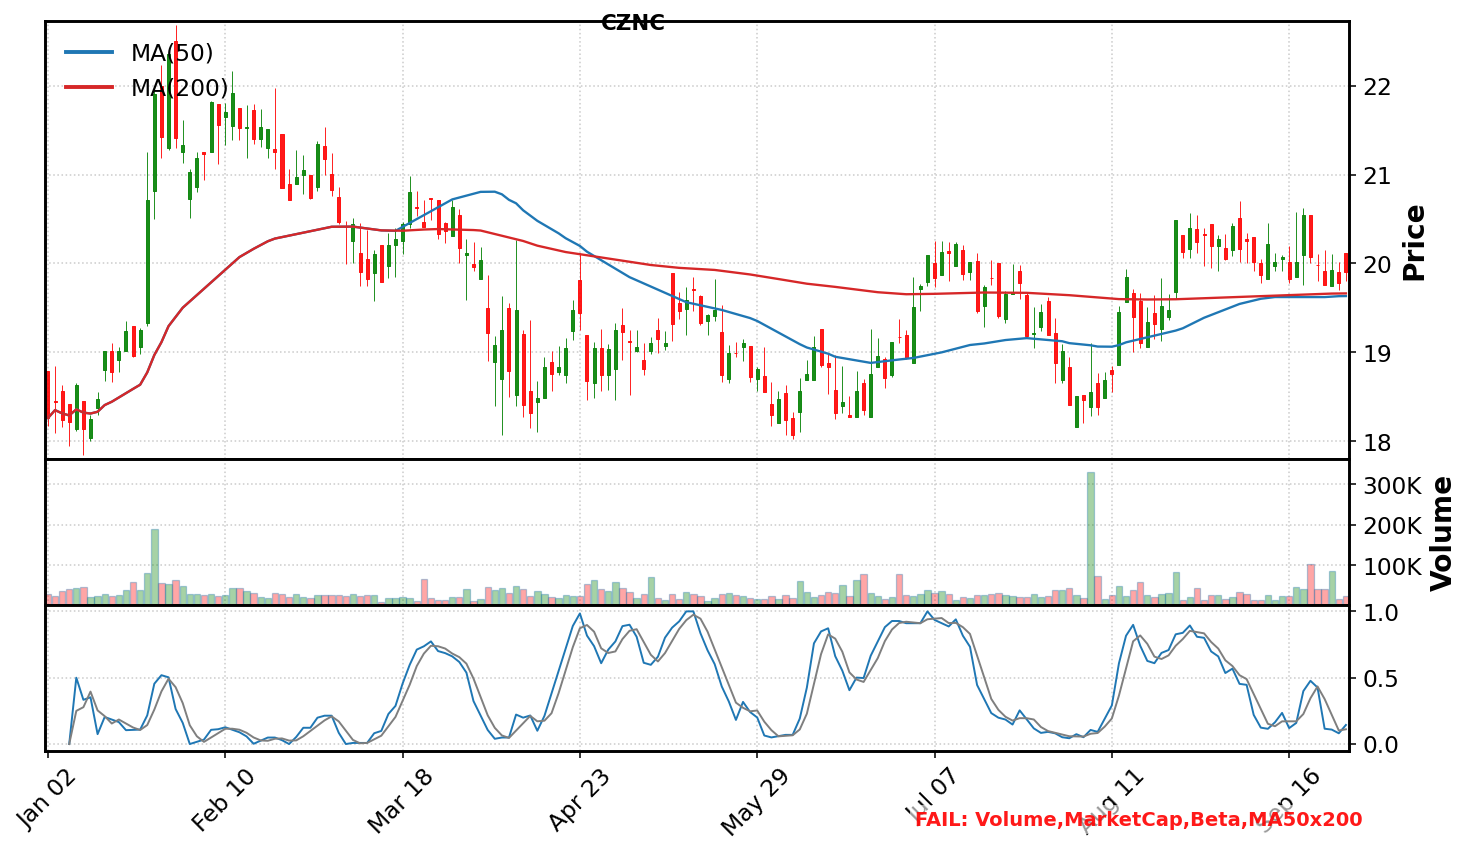 CZNC
MA(50)
MA(200)
22
21
20
19
18
Price
300K
200K
100K
Volume
1.0
0.5
0.0
Jan 02
Feb 10
Mar 18
Apr 23
May 29
Jul 07
Aug 11
Sep 16
FAIL: Volume,MarketCap,Beta,MA50x200